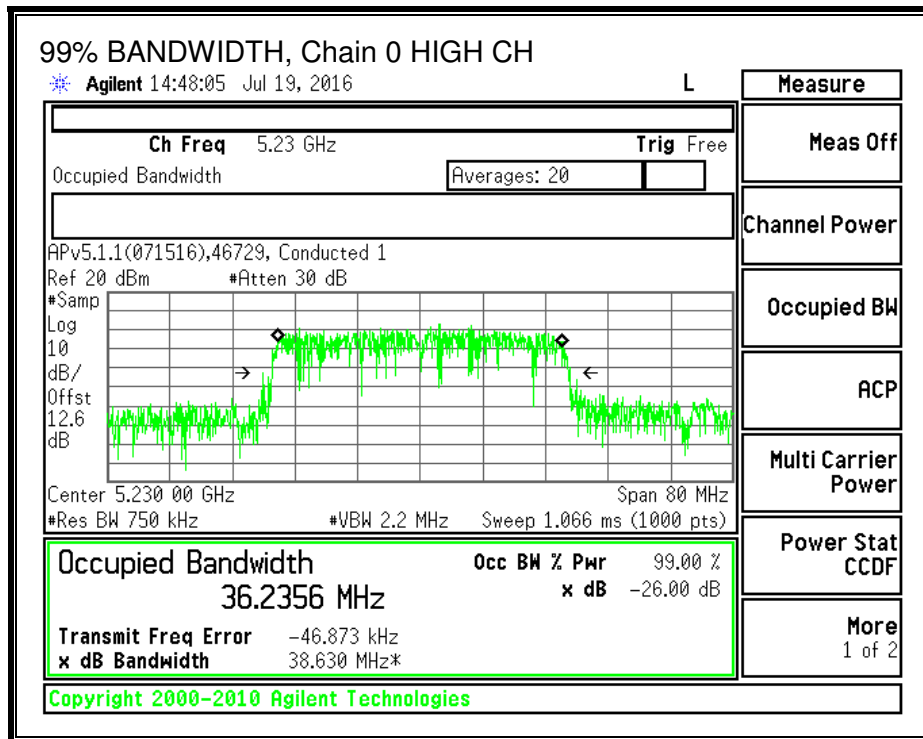 99% BANDWIDTH, Chain 0 HIGH CH
Agilent 14:48:05 Jul 19, 2016 L
Ch Freq 5.23 GHz Trig Free
Occupied Bandwidth Averages: 20
APv5.1.1(071516),46729, Conducted 1
Ref 20 dBm #Atten 30 dB
#Samp
Log
10
dB/
Offst
12.6
dB
Center 5.230 00 GHz Span 80 MHz
#Res BW 750 kHz #VBW 2.2 MHz Sweep 1.066 ms (1000 pts)
Occupied Bandwidth Occ BW % Pwr 99.00 %
36.2356 MHz x dB -26.00 dB
Transmit Freq Error -46.873 kHz
x dB Bandwidth 38.630 MHz*
Copyright 2000-2010 Agilent Technologies
Measure
Meas Off
Channel Power
Occupied BW
ACP
Multi Carrier
Power
Power Stat
CCDF
More
1 of 2